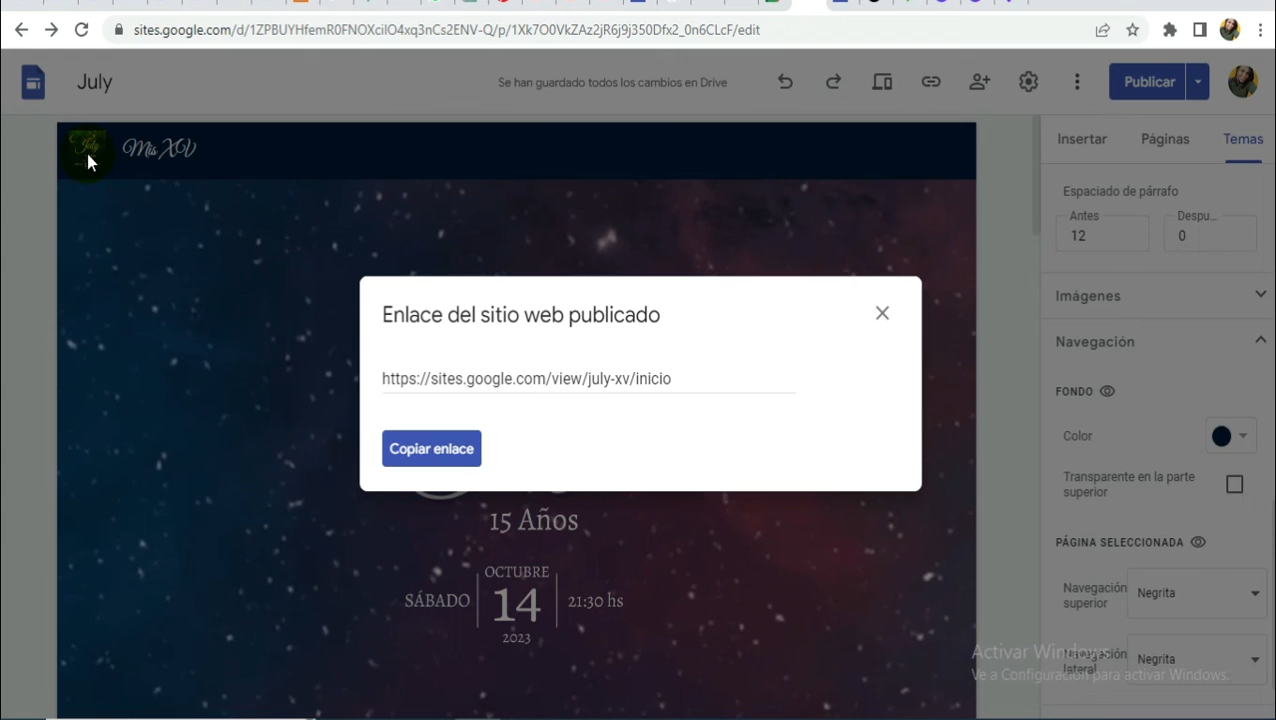 sites.google.com/d/1ZPBUYHfemR0FNOXcilO4xq3nCs2ENV-Q/p/1Xk7O0VkZAz2jR6j9j350Dfx2_0n6CLcF/edit
July
Se han guardado todos los cambios en Drive
Publicar
July
Mis XV
Insertar
Páginas
Temas
Espaciado de párrafo
Antes
Despu...
12
0
Imágenes
Enlace del sitio web publicado
Navegación
https://sites.google.com/view/july-xv/inicio
FONDO
Color
Copiar enlace
Transparente en la parte
superior
15 Años
PÁGINA SELECCIONADA
OCTUBRE
SÁBADO
14
21:30 hs
2023
Navegación
superior
Negrita
Navegación
lateral
Negrita
Activar Windows
Ve a Configuración para activar Windows.